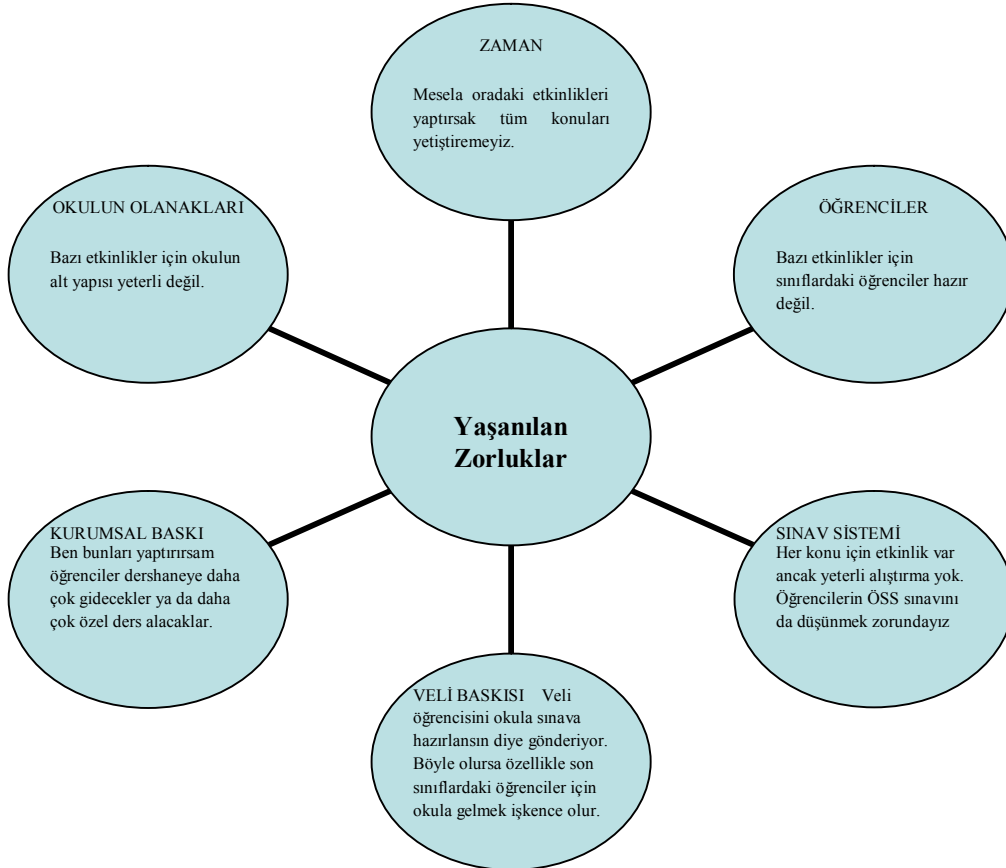 ZAMAN
Mesela oradaki etkinlikleri
yaptırsak tüm konuları
yetiştiremeyiz.
OKULUN OLANAKLARI
Bazı etkinlikler için okulun
alt yapısı yeterli değil.
ÖĞRENCİLER
Bazı etkinlikler için
sınıflardaki öğrenciler hazır
değil.
Yaşanılan
Zorluklar
KURUMSAL BASKI
Ben bunları yaptırırsam
öğrenciler dershaneye daha
çok gidecekler ya da daha
çok özel ders alacaklar.
SINAV SİSTEMİ
Her konu için etkinlik var
ancak yeterli alıştırma yok.
Öğrencilerin ÖSS sınavını
da düşünmek zorundayız
VELİ BASKISI Veli
öğrencisini okula sınava
hazırlansın diye gönderiyor.
Böyle olursa özellikle son
sınıflardaki öğrenciler için
okula gelmek işkence olur.